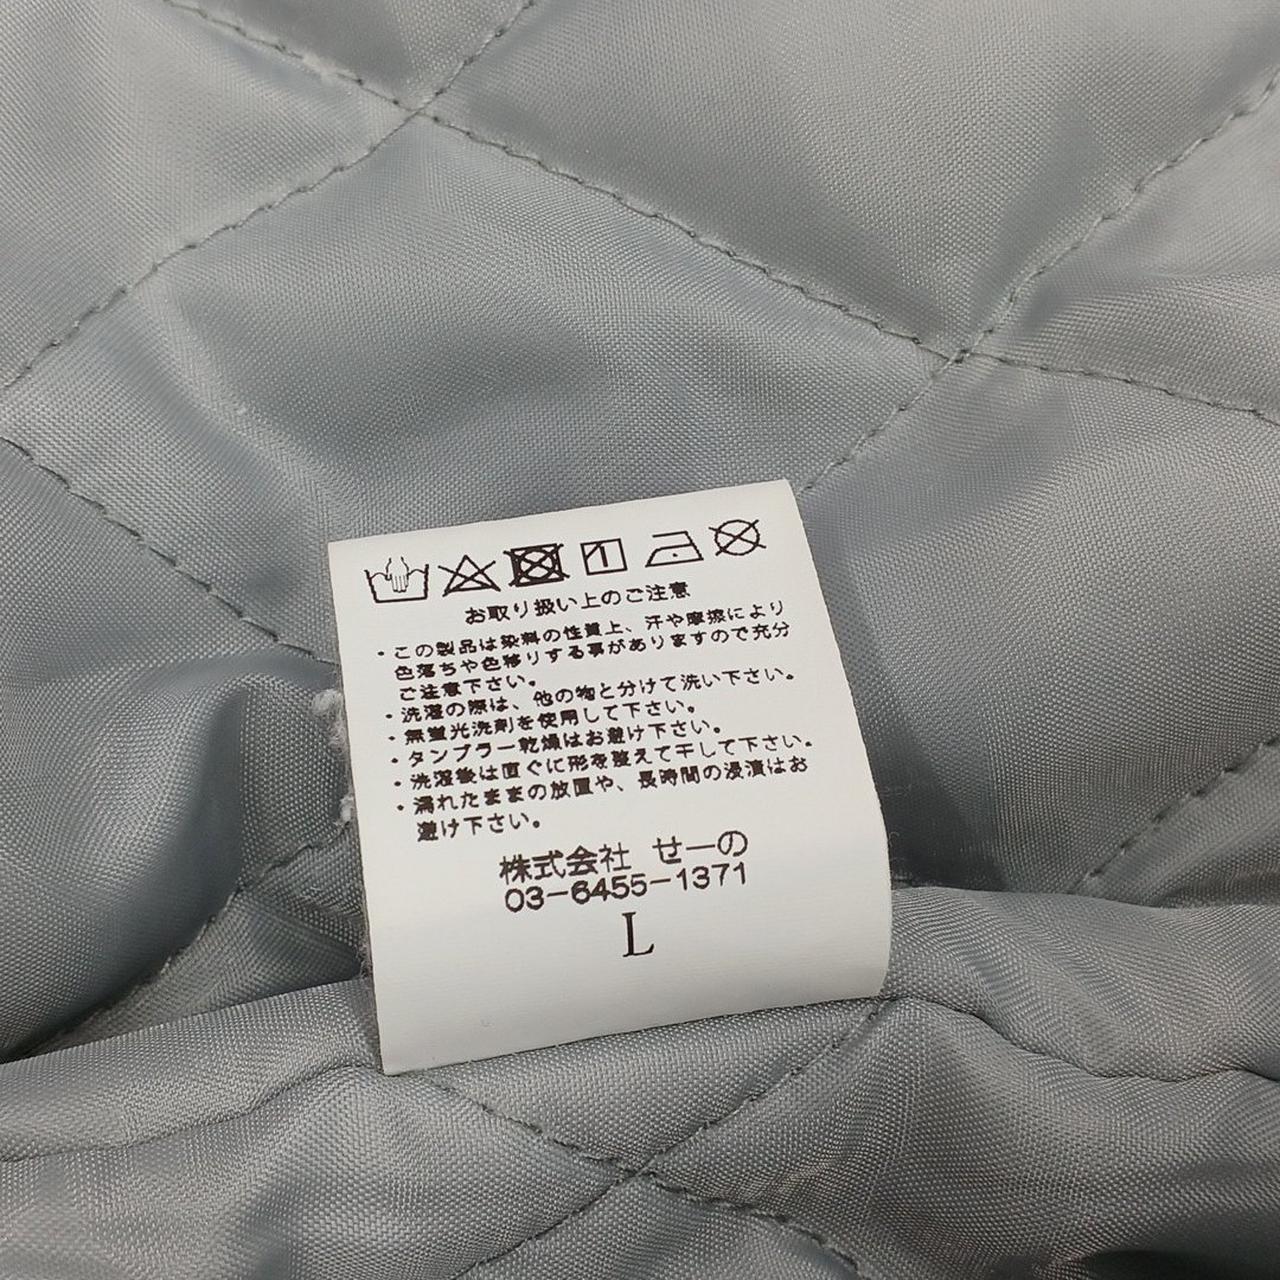 お取り扱い上のご注意
・この製品は染料の性質上、汗や摩擦により
色落ちや色移りする事がありますので充分
ご注意下さい。
・洗濯の際は、他の物と分けて洗い下さい。
・無蛍光洗剤を使用して下さい。
・タンブラー乾燥はお避け下さい。
・洗濯後は直ぐに形を整えて干して下さい。
・濡れたままの放置や、長時間の浸漬はお
避け下さい。
株式会社 せーの
03-6455-1371
L